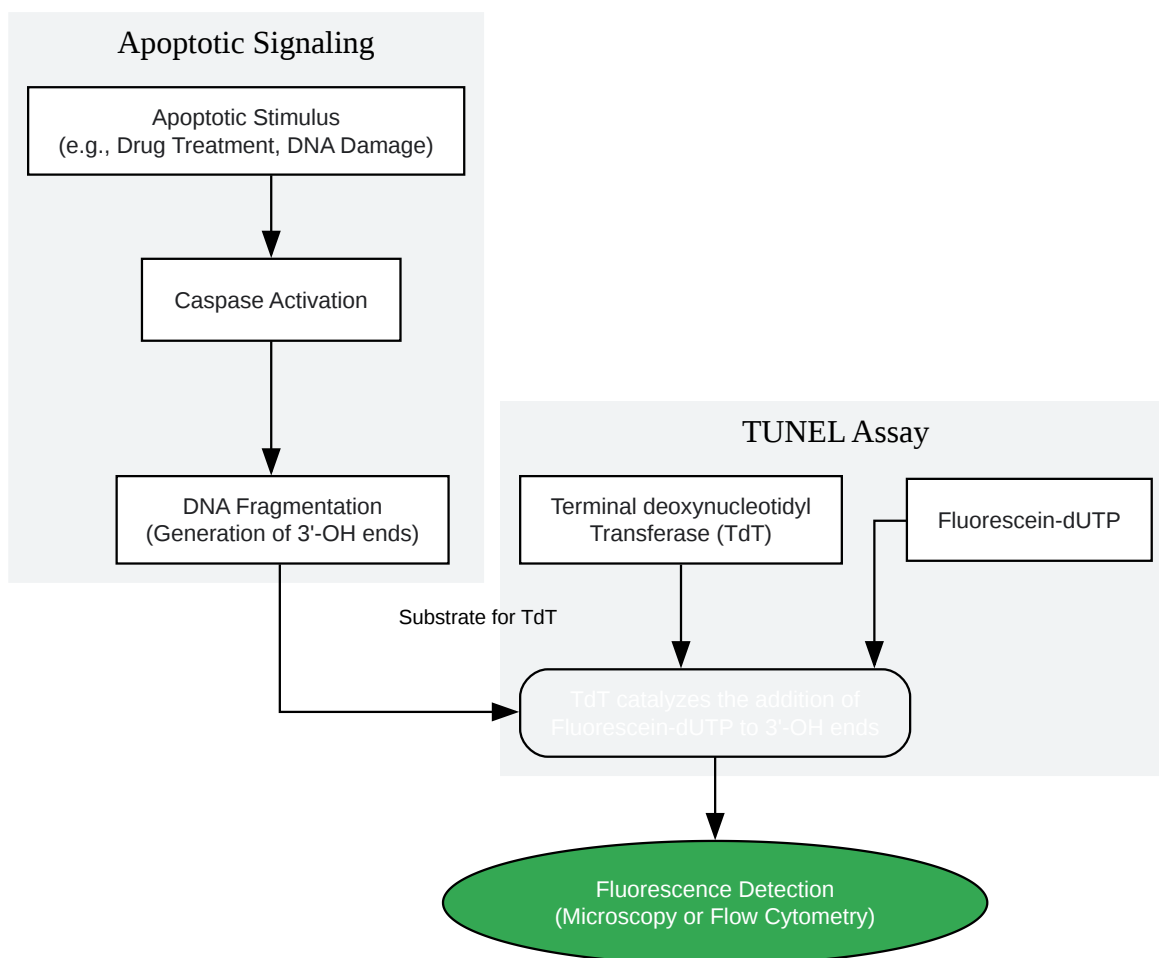 Apoptotic Signaling
Apoptotic Stimulus
(e.g., Drug Treatment, DNA Damage)
Caspase Activation
DNA Fragmentation
(Generation of 3'-OH ends)
TUNEL Assay
Terminal deoxynucleotidyl
Transferase (TdT)
Fluorescein-dUTP
Substrate for TdT
TdT catalyzes the addition of
Fluorescein-dUTP to 3'-OH ends
Fluorescence Detection
(Microscopy or Flow Cytometry)